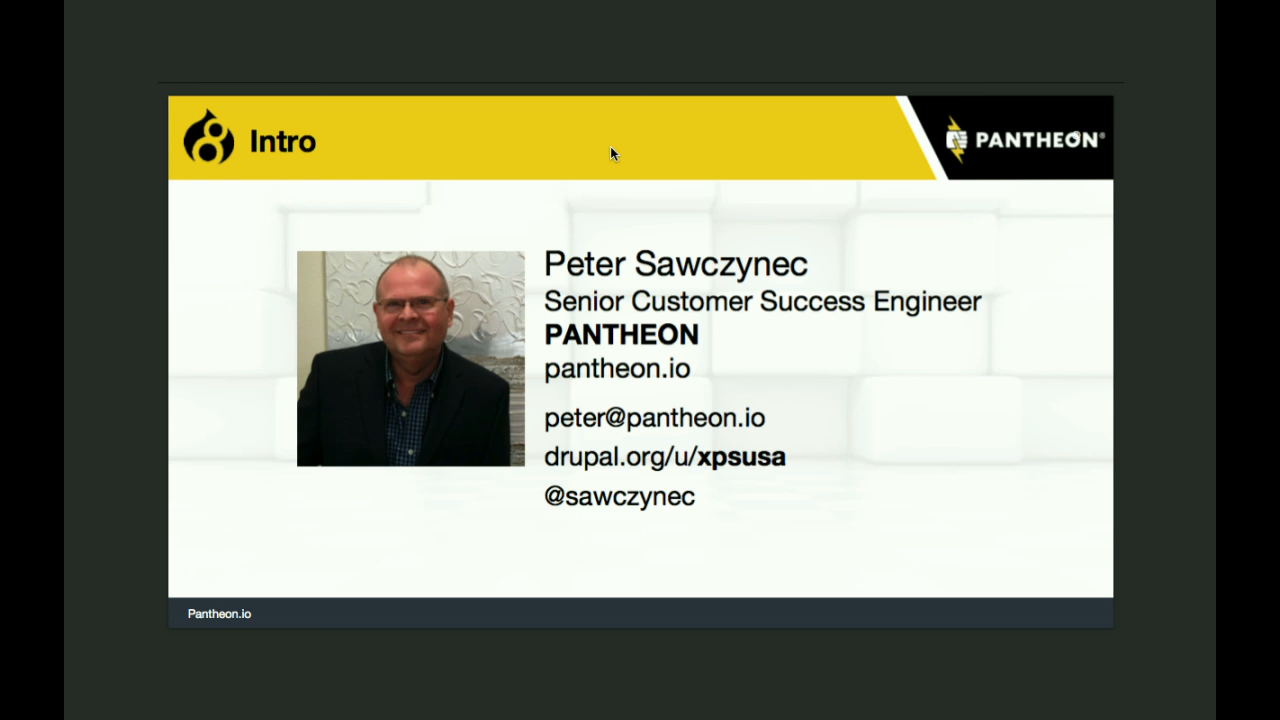 Intro
PANTHEON®
Peter Sawczynec
Senior Customer Success Engineer
PANTHEON
pantheon.io
peter@pantheon.io
drupal.org/u/xpsusa
@sawczynec
Pantheon.io